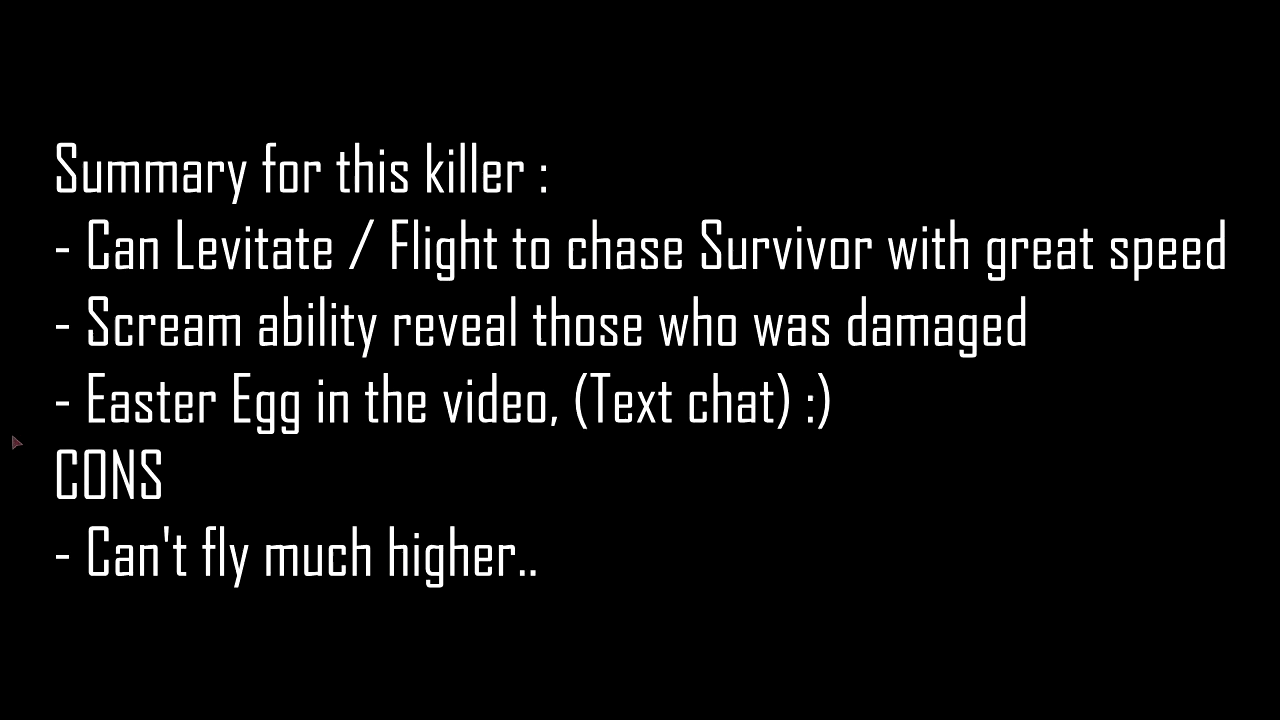 Summary for this killer :
- Can Levitate / Flight to chase Survivor with great speed
- Scream ability reveal those who was damaged
- Easter Egg in the video, (Text chat) :)
CONS
- Can't fly much higher..